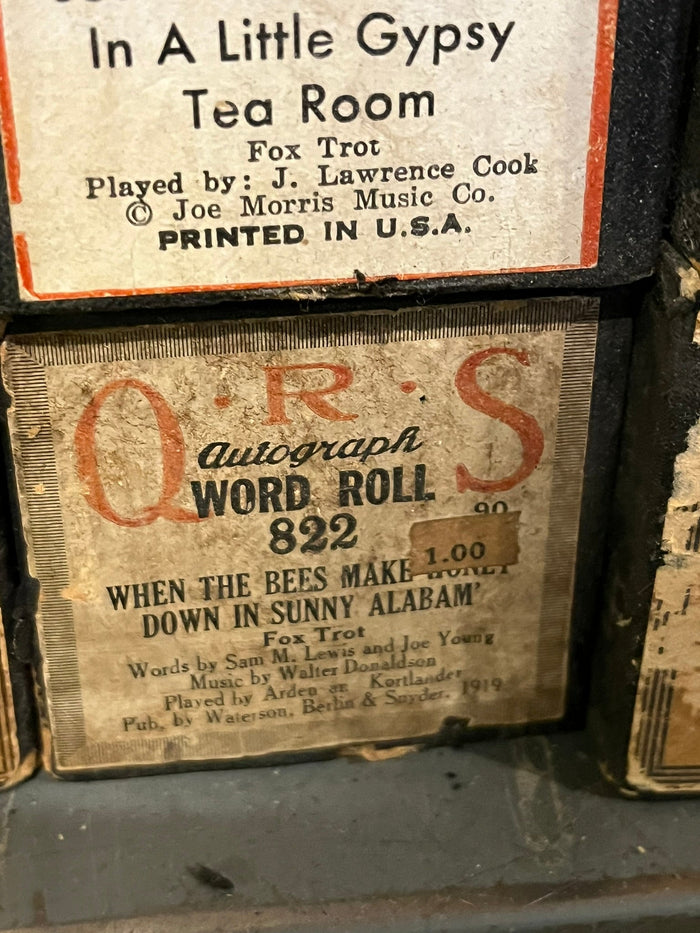 In A Little Gypsy
Tea Room
Fox Trot
Played by: J. Lawrence Cook
© Joe Morris Music Co.
PRINTED IN U.S.A.
Q·R·S
Autograph
WORD ROLL
822
90
1.00
WHEN THE BEES MAKE HONEY
DOWN IN SUNNY ALABAM'
Fox Trot
Words by Sam M. Lewis and Joe Young
Music by Walter Donaldson
Played by Arden Kortlander
Pub. by Waterson, Berlin & Snyder. 1919